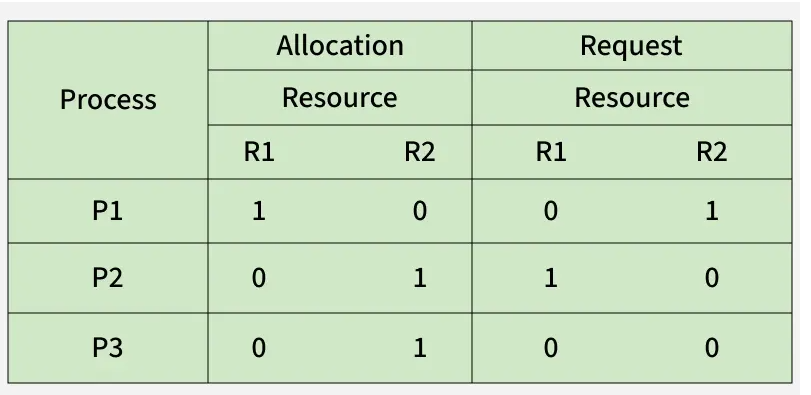 Process Allocation Request
Resource Resource
R1 R2 R1 R2
P1 1 0 0 1
P2 0 1 1 0
P3 0 1 0 0